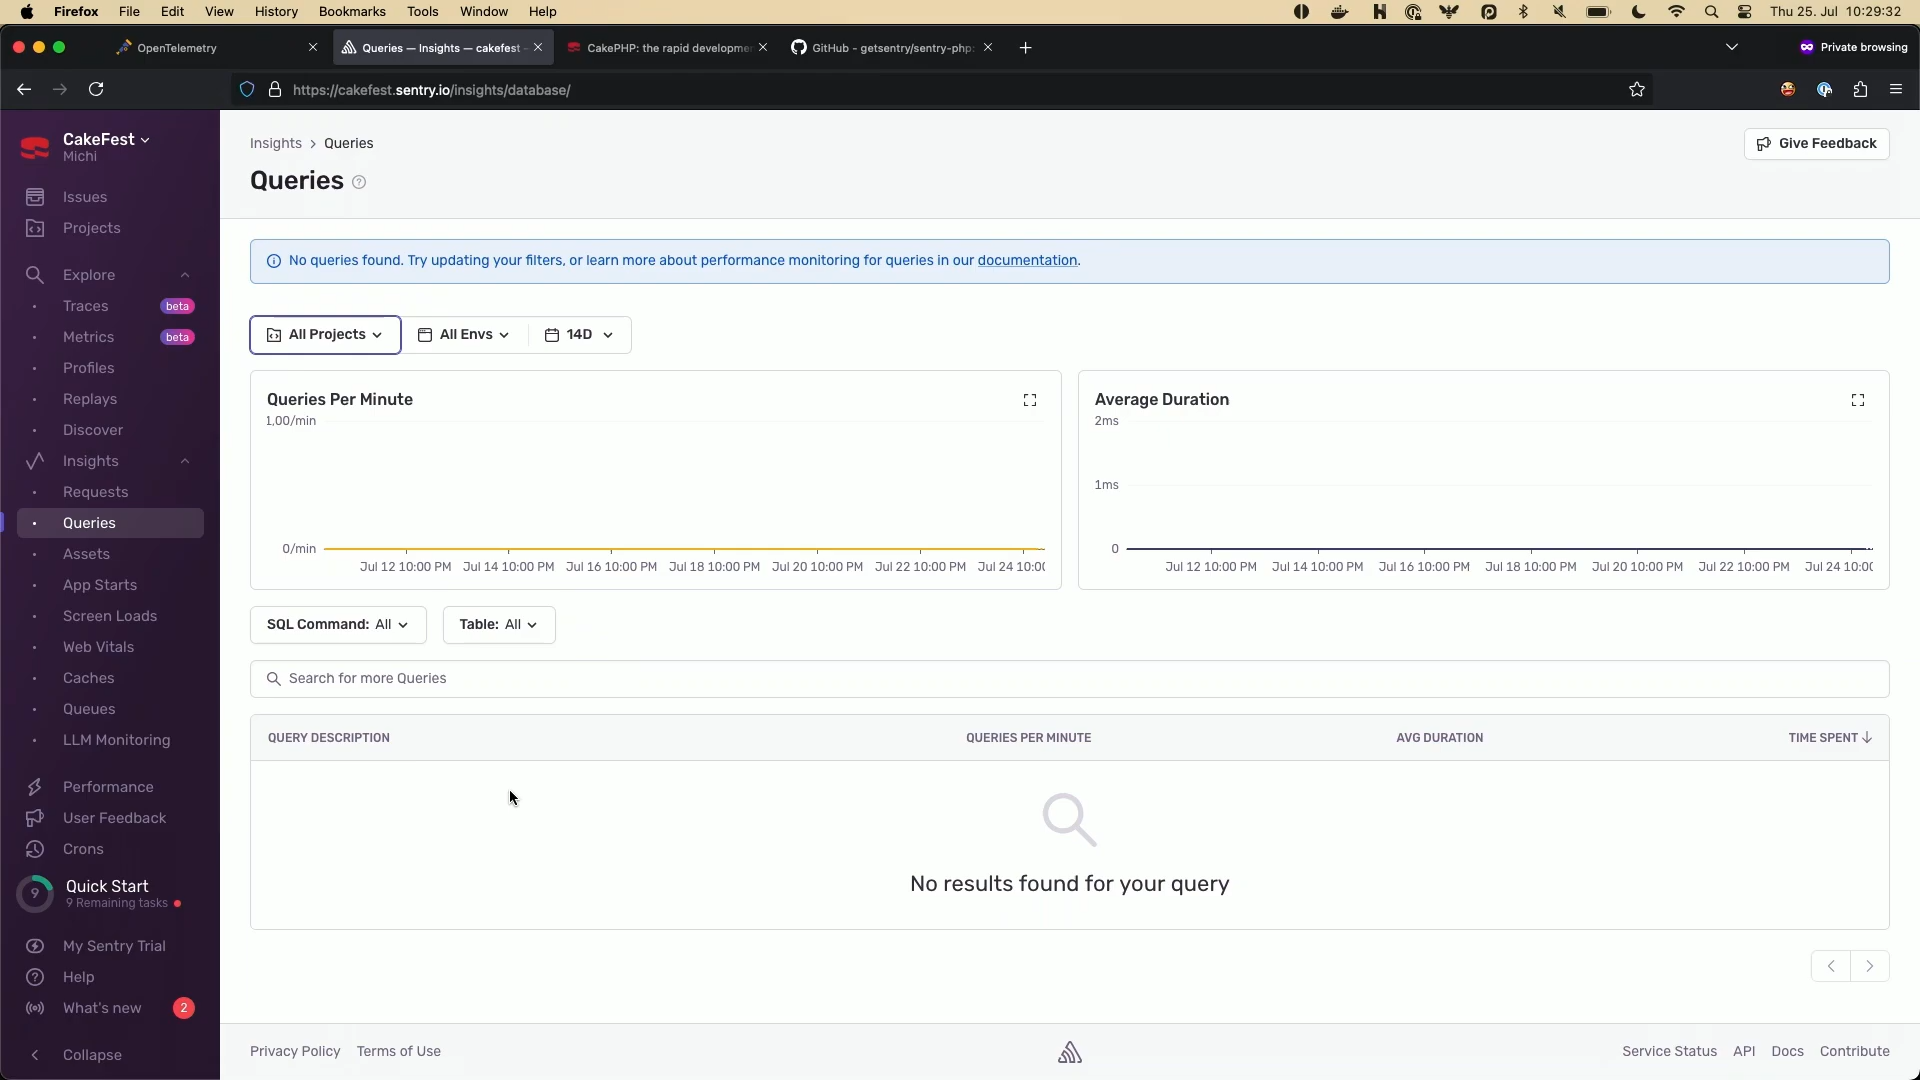 Firefox File Edit View History Bookmarks Tools Window Help Thu 25. Jul 10:29:32
OpenTelemetry Queries — Insights — cakefest CakePHP: the rapid developmen GitHub - getsentry/sentry-php: Private browsing
https://cakefest.sentry.io/insights/database/
CakeFest
Michi
Issues
Projects
Explore
Traces beta
Metrics beta
Profiles
Replays
Discover
Insights
Requests
Queries
Assets
App Starts
Screen Loads
Web Vitals
Caches
Queues
LLM Monitoring
Performance
User Feedback
Crons
9
Quick Start
9 Remaining tasks
My Sentry Trial
Help
What's new 2
Collapse
Insights > Queries
Give Feedback
Queries
No queries found. Try updating your filters, or learn more about performance monitoring for queries in our documentation.
All Projects All Envs 14D
Queries Per Minute
1,00/min
0/min
Jul 12 10:00 PM Jul 14 10:00 PM Jul 16 10:00 PM Jul 18 10:00 PM Jul 20 10:00 PM Jul 22 10:00 PM Jul 24 10:00
Average Duration
2ms
1ms
0
Jul 12 10:00 PM Jul 14 10:00 PM Jul 16 10:00 PM Jul 18 10:00 PM Jul 20 10:00 PM Jul 22 10:00 PM Jul 24 10:00
SQL Command: All Table: All
Search for more Queries
QUERY DESCRIPTION QUERIES PER MINUTE AVG DURATION TIME SPENT
No results found for your query
Privacy Policy Terms of Use Service Status API Docs Contribute